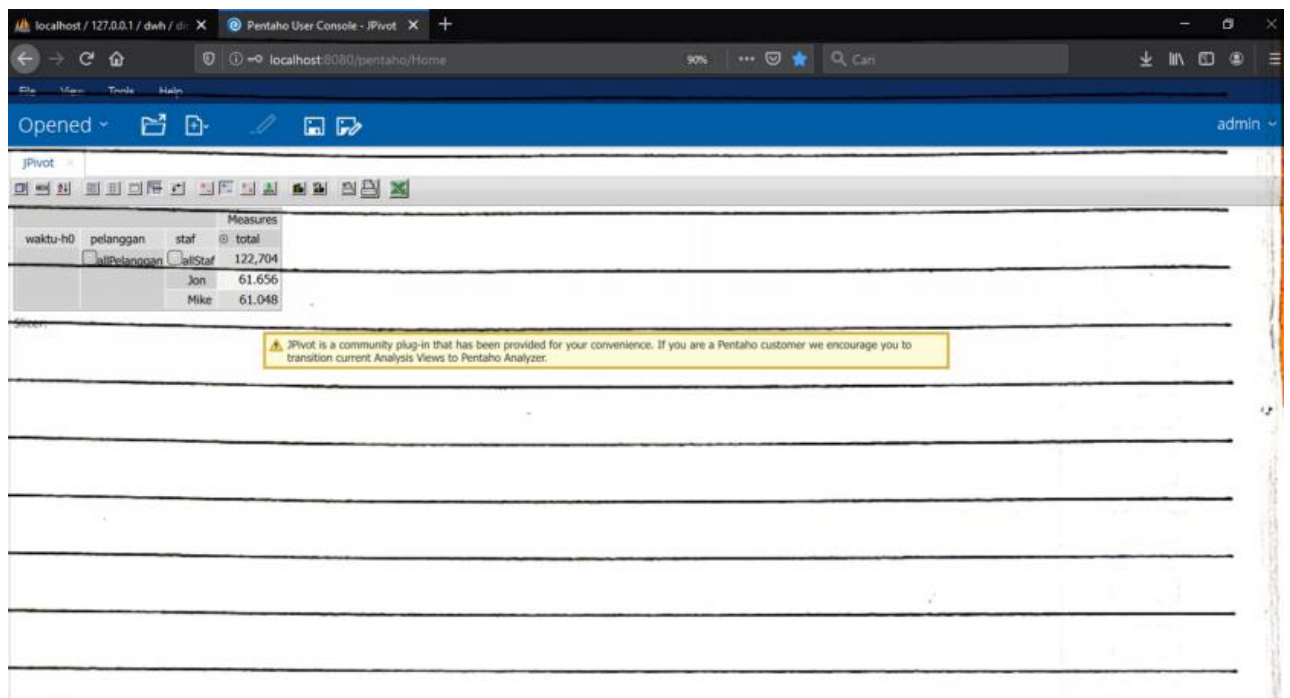 localhost / 127.0.0.1 / dwh / di
Pentaho User Console - JPivot
localhost:8080/pentaho/Home
90%
Cari
File View Tools Help
Opened
admin
JPivot
Measures
waktu-h0 pelanggan staf total
allPelanggan allStaf 122,704
Jon 61.656
Mike 61.048
Slicer:
JPivot is a community plug-in that has been provided for your convenience. If you are a Pentaho customer we encourage you to
transition current Analysis Views to Pentaho Analyzer.